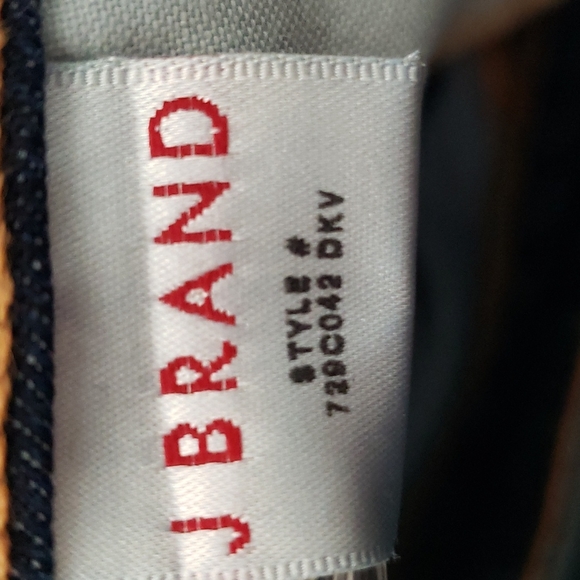 J BRAND
STYLE #
729C042 DKV